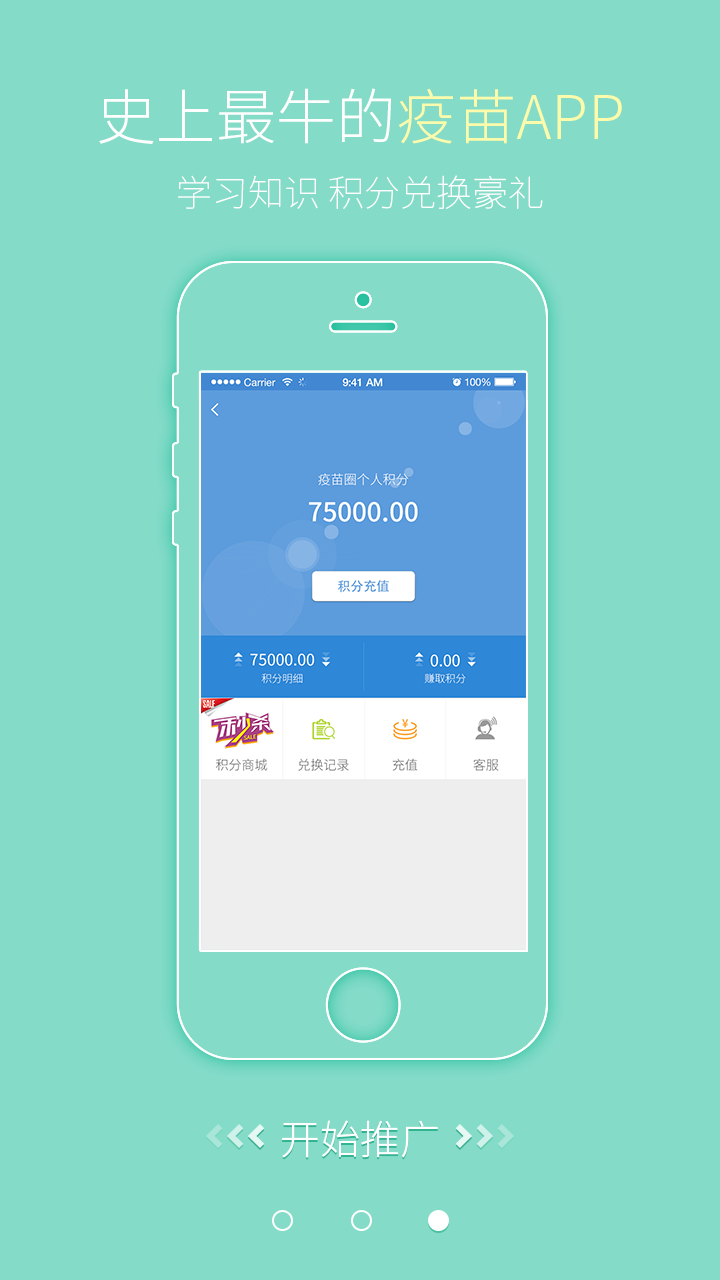 史上最牛的疫苗APP
学习知识 积分兑换豪礼
Carrier 9:41 AM 100%
疫苗圈个人积分
75000.00
积分充值
75000.00 0.00
积分明细 赚取积分
SALE
秒杀
SALE
积分商城 兑换记录 充值 客服
开始推广